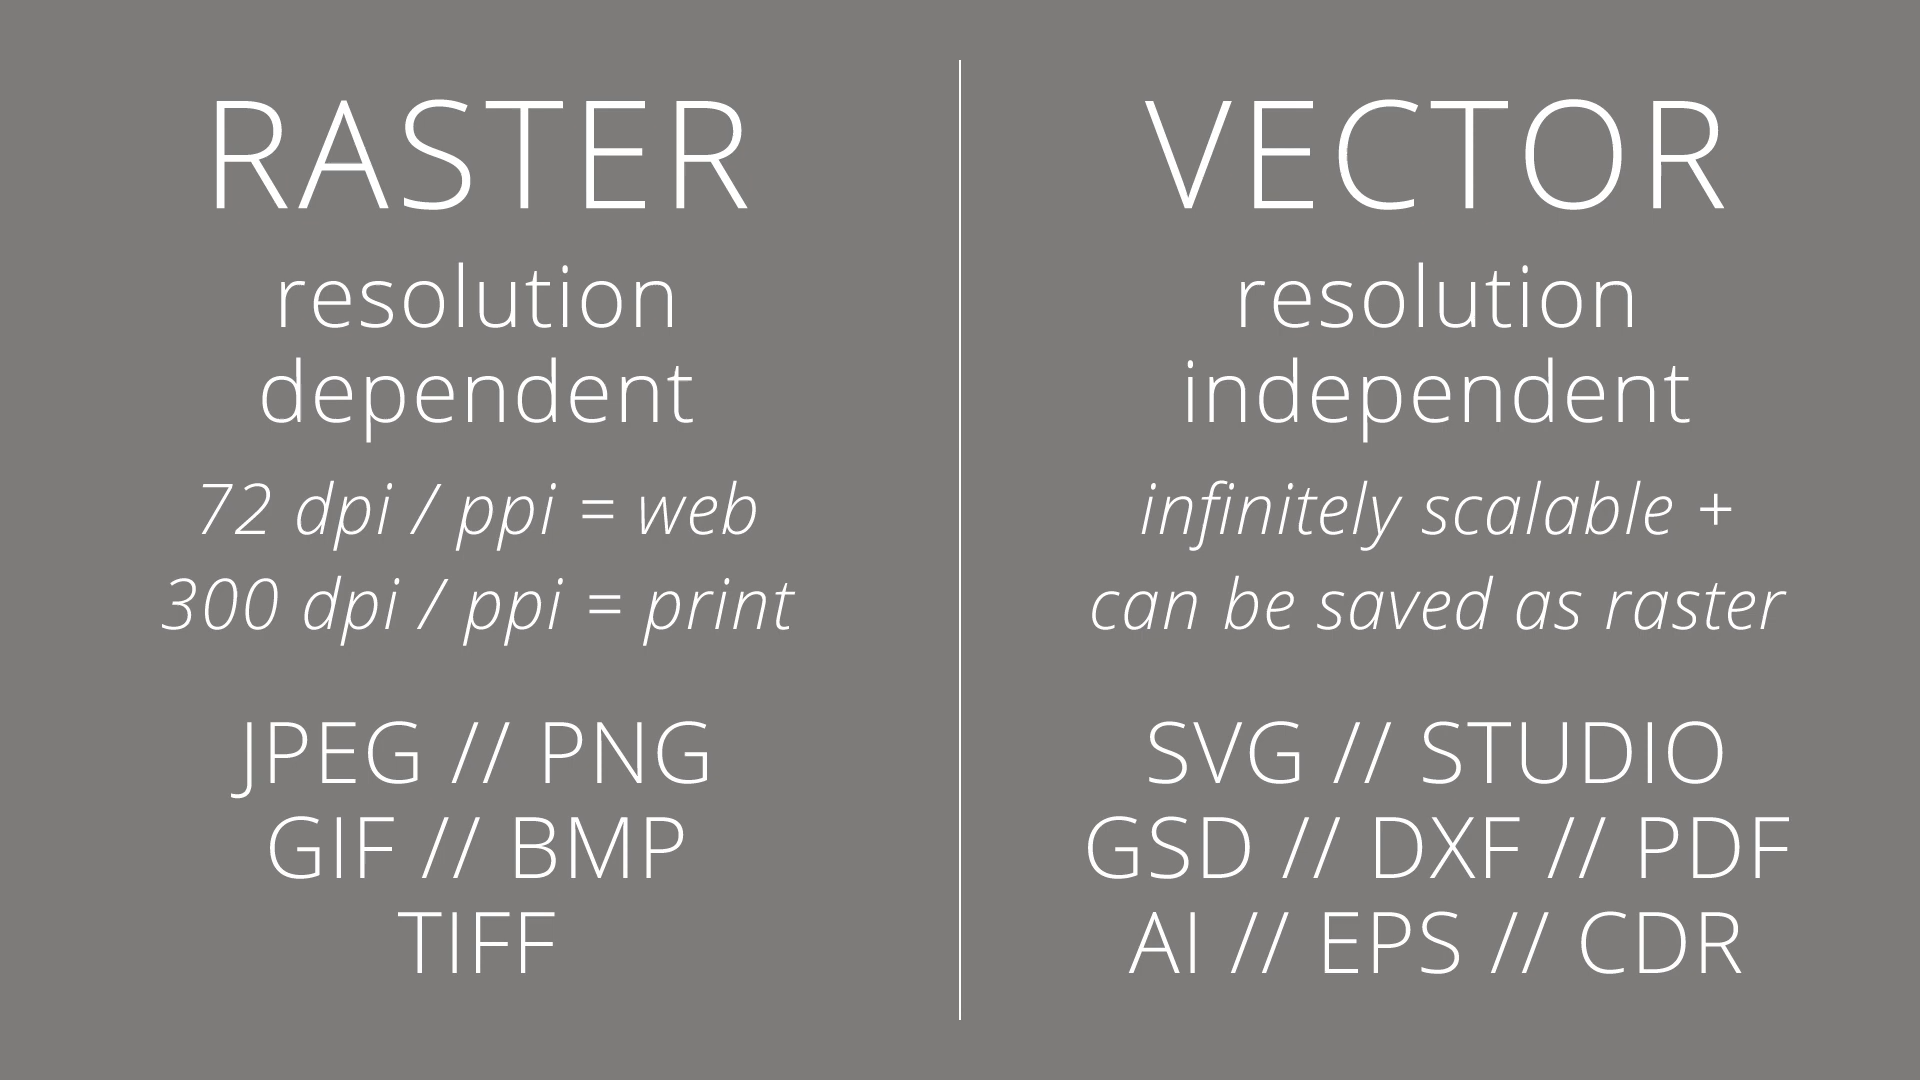 RASTER
resolution
dependent
72 dpi / ppi = web
300 dpi / ppi = print
JPEG // PNG
GIF // BMP
TIFF
VECTOR
resolution
independent
infinitely scalable +
can be saved as raster
SVG // STUDIO
GSD // DXF // PDF
AI // EPS // CDR